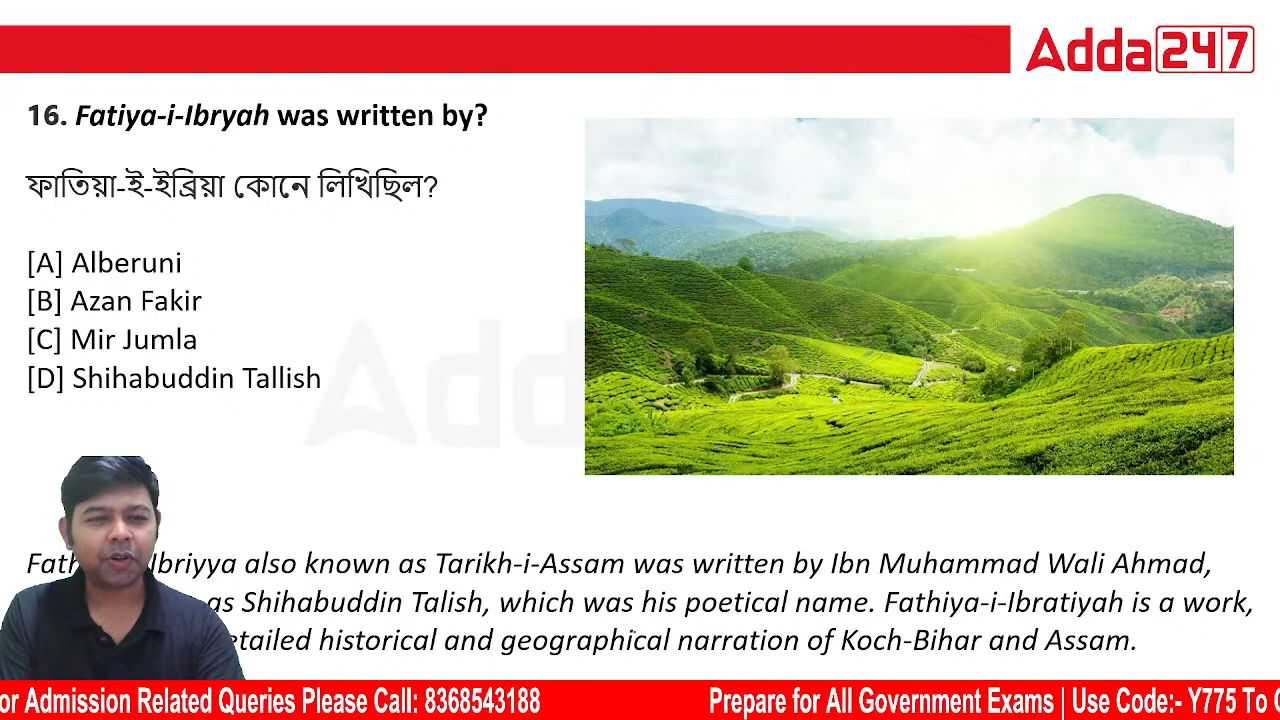 Adda247
16. Fatiya-i-Ibryah was written by?
ফাতিয়া-ই-ইব্ৰিয়া কোনে লিখিছিল?
[A] Alberuni
[B] Azan Fakir
[C] Mir Jumla
[D] Shihabuddin Tallish
Adda
Ibriyya also known as Tarikh-i-Assam was written by Ibn Muhammad Wali Ahmad,
as Shihabuddin Talish, which was his poetical name. Fathiya-i-Ibratiyah is a work,
historical and geographical narration of Koch-Bihar and Assam.
or Admission Related Queries Please Call: 8368543188 Prepare for All Government Exams | Use Code:- Y775 To